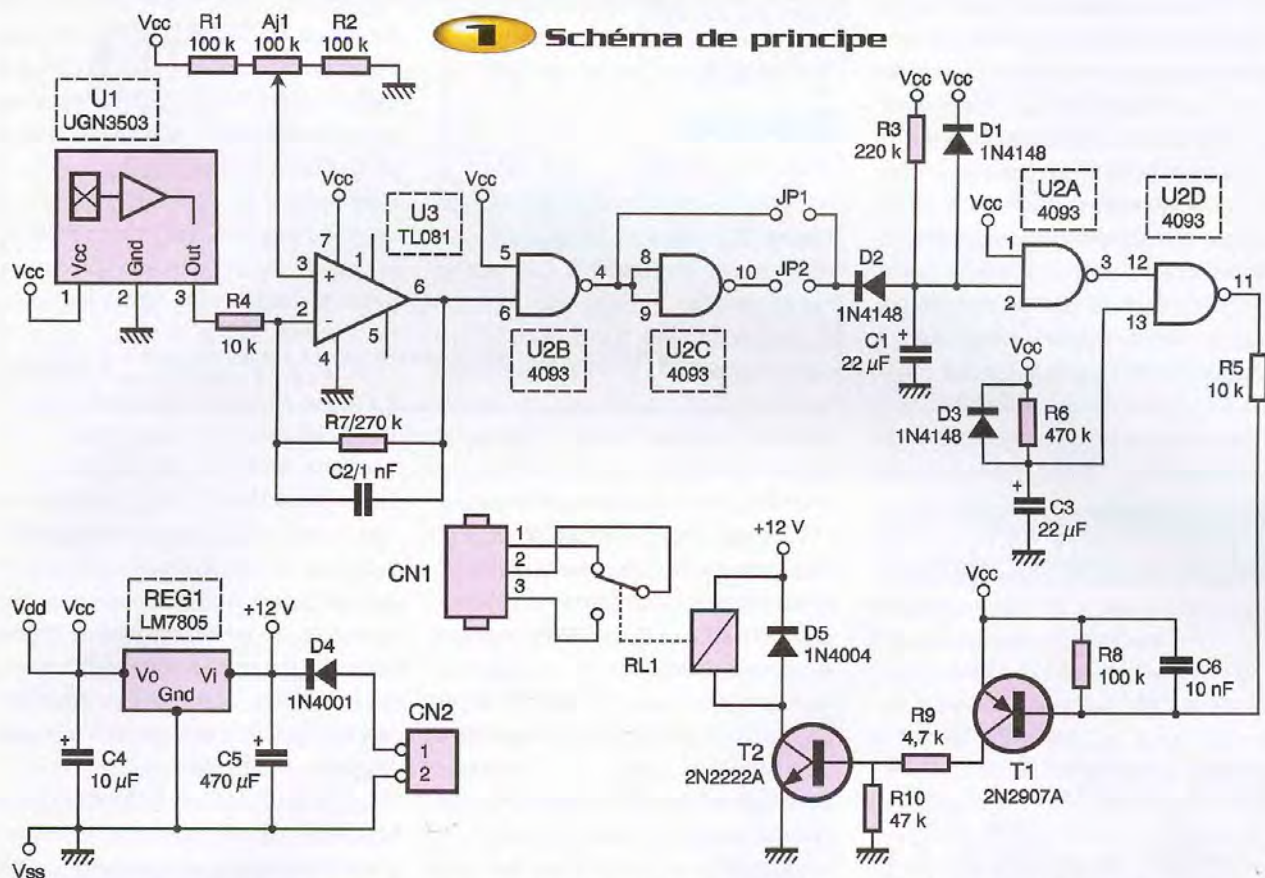 1 Schéma de principe
Vcc
R1
100 k
Aj1
100 k
R2
100 k
U1
UGN3503
Vcc
Gnd
Out
1
2
3
Vcc
R4
10 k
Vcc
U3
TL081
3
+
2
-
7
1
6
5
4
R7/270 k
C2/1 nF
Vcc
5
6
4
U2B
4093
8
9
10
U2C
4093
JP1
JP2
D2
1N4148
Vcc
R3
220 k
Vcc
D1
1N4148
+
C1
22 µF
Vcc
U2A
4093
1
2
3
U2D
4093
12
13
11
Vcc
D3
1N4148
R6
470 k
+
C3
22 µF
R5
10 k
CN1
1
2
3
+12 V
RL1
D5
1N4004
T2
2N2222A
R9
4,7 k
R10
47 k
Vcc
R8
100 k
C6
10 nF
T1
2N2907A
Vdd
Vcc
REG1
LM7805
+12 V
Vo
Vi
Gnd
D4
1N4001
CN2
1
2
+
C4
10 µF
+
C5
470 µF
Vss